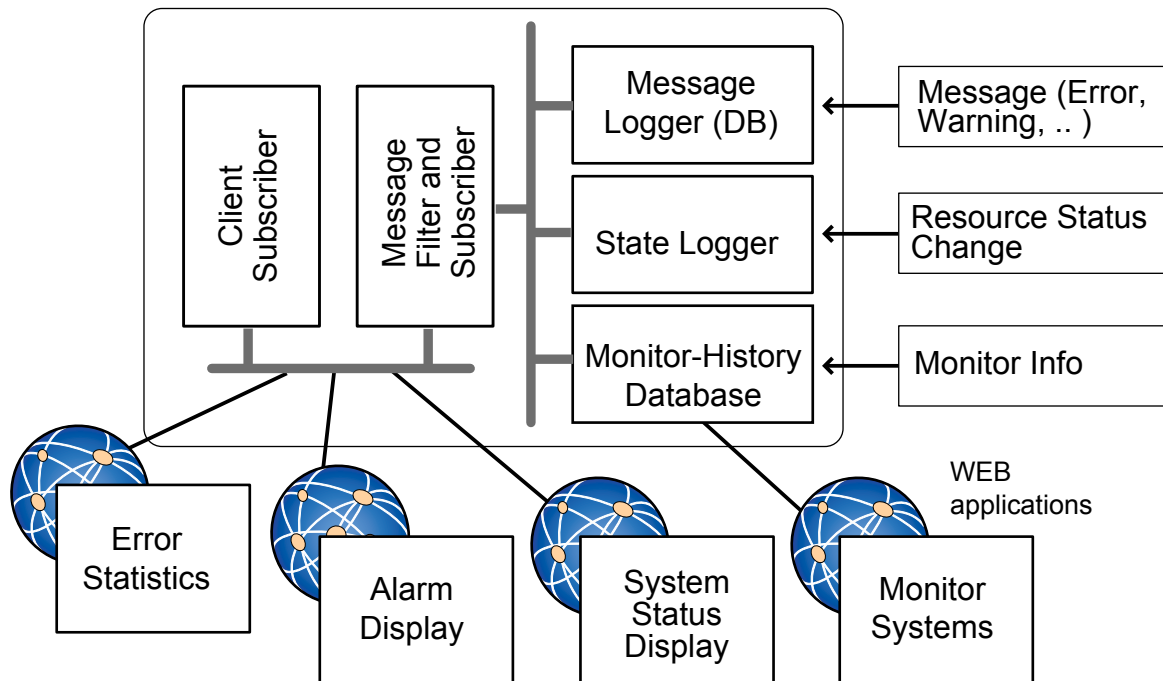 Client
Subscriber
Message
Filter and
Subscriber
Message
Logger (DB)
State Logger
Monitor-History
Database
Message (Error,
Warning, .. )
Resource Status
Change
Monitor Info
WEB
applications
Error
Statistics
Alarm
Display
System
Status
Display
Monitor
Systems